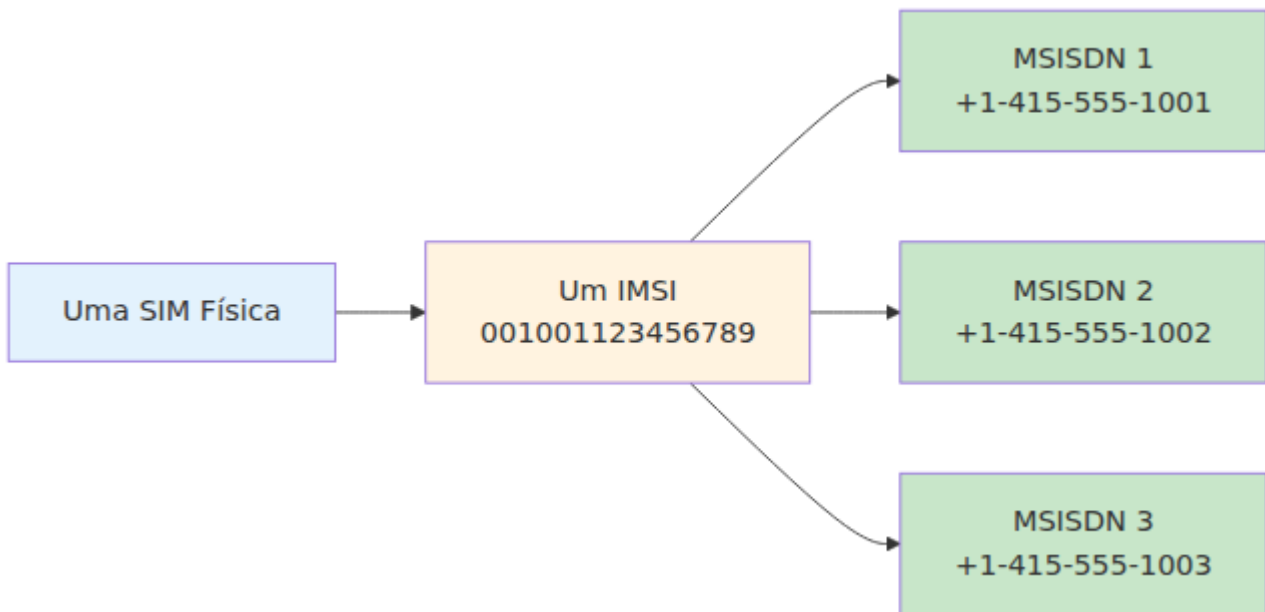 Uma SIM Física
Um IMSI
001001123456789
MSISDN 1
+1-415-555-1001
MSISDN 2
+1-415-555-1002
MSISDN 3
+1-415-555-1003